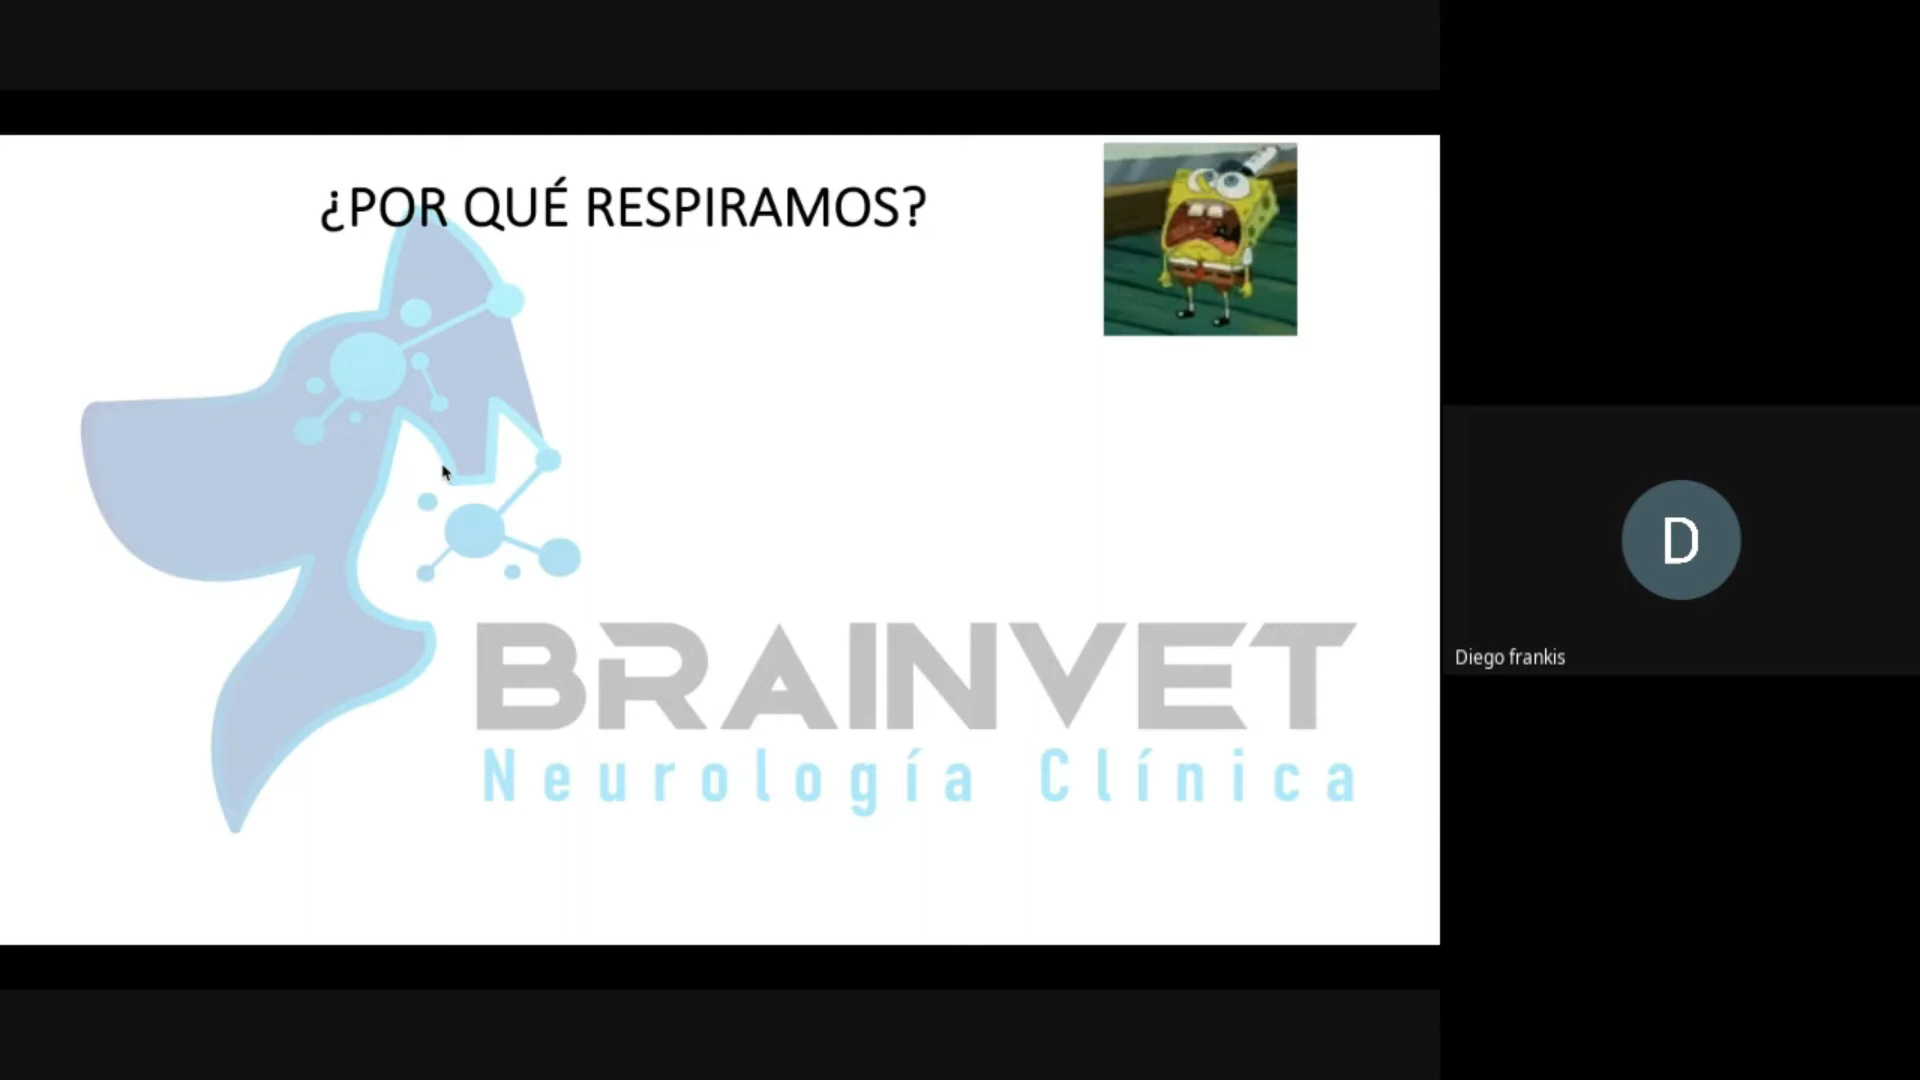 ¿POR QUÉ RESPIRAMOS?
BRAINVET
Neurología Clínica
D
Diego frankis